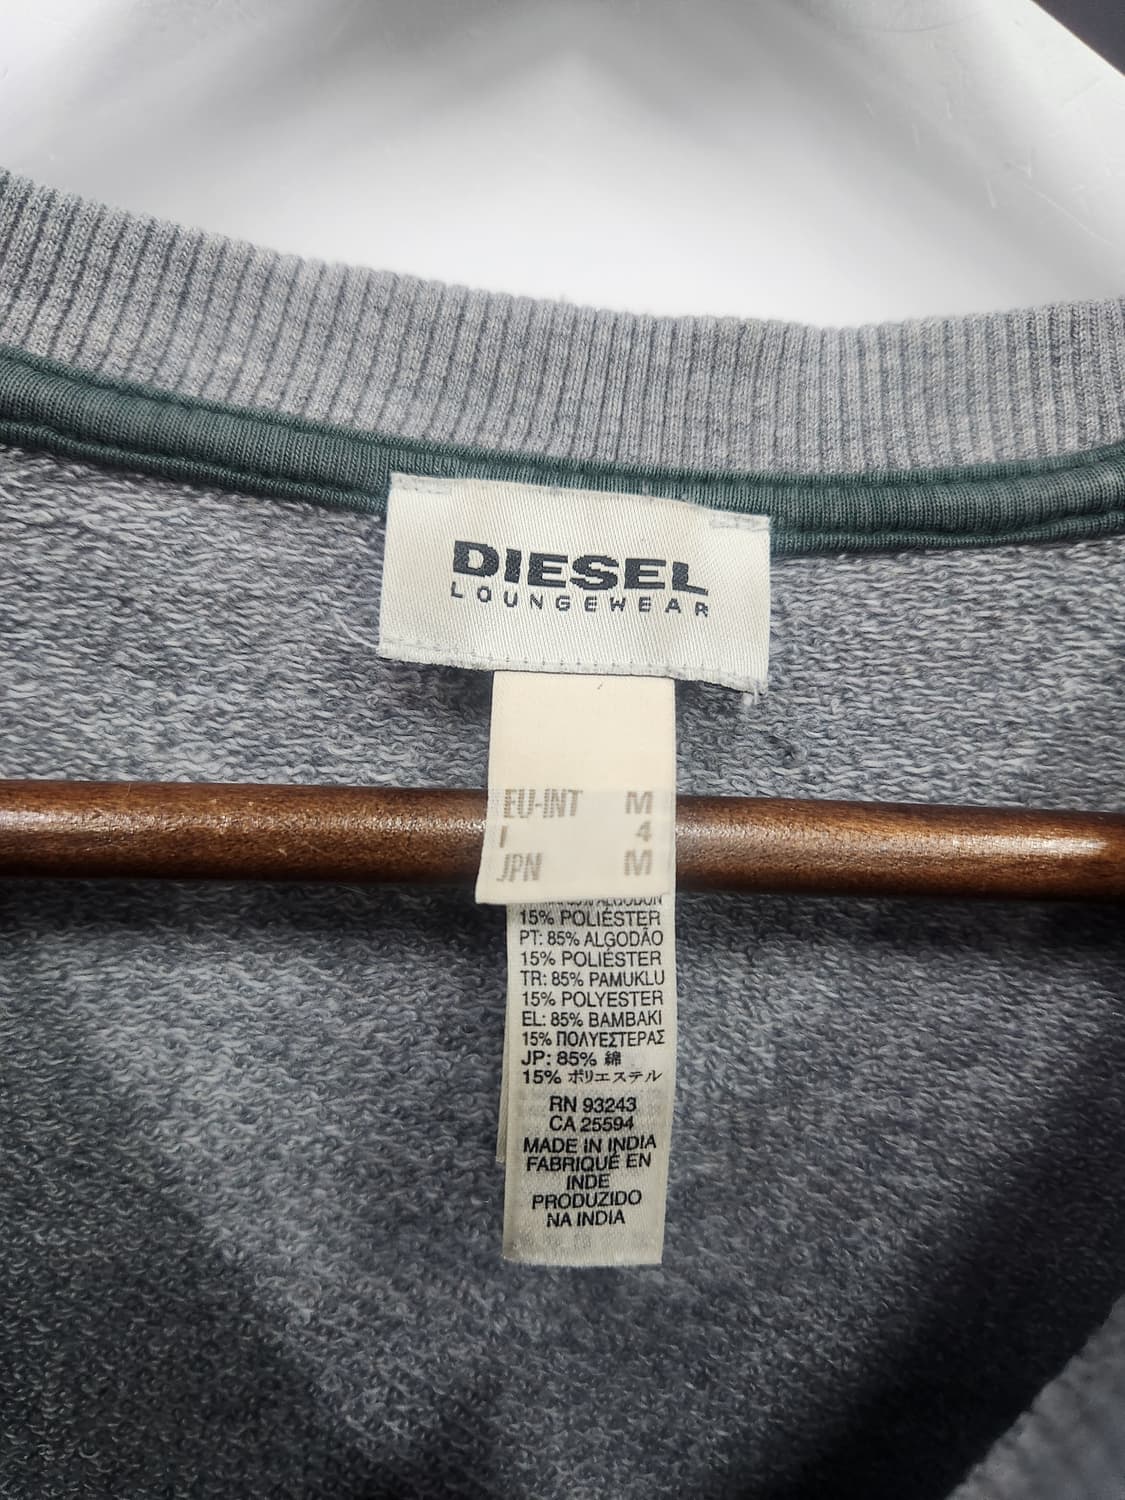 DIESEL
LOUNGEWEAR
EU-INT M
I 4
JPN M
85% ALGODÓN
15% POLIÉSTER
PT: 85% ALGODÃO
15% POLIÉSTER
TR: 85% PAMUKLU
15% POLYESTER
EL: 85% BAMBAKI
15% ΠΟΛΥΕΣΤΕΡΑΣ
JP: 85% 綿
15% ポリエステル
RN 93243
CA 25594
MADE IN INDIA
FABRIQUÉ EN
INDE
PRODUZIDO
NA INDIA